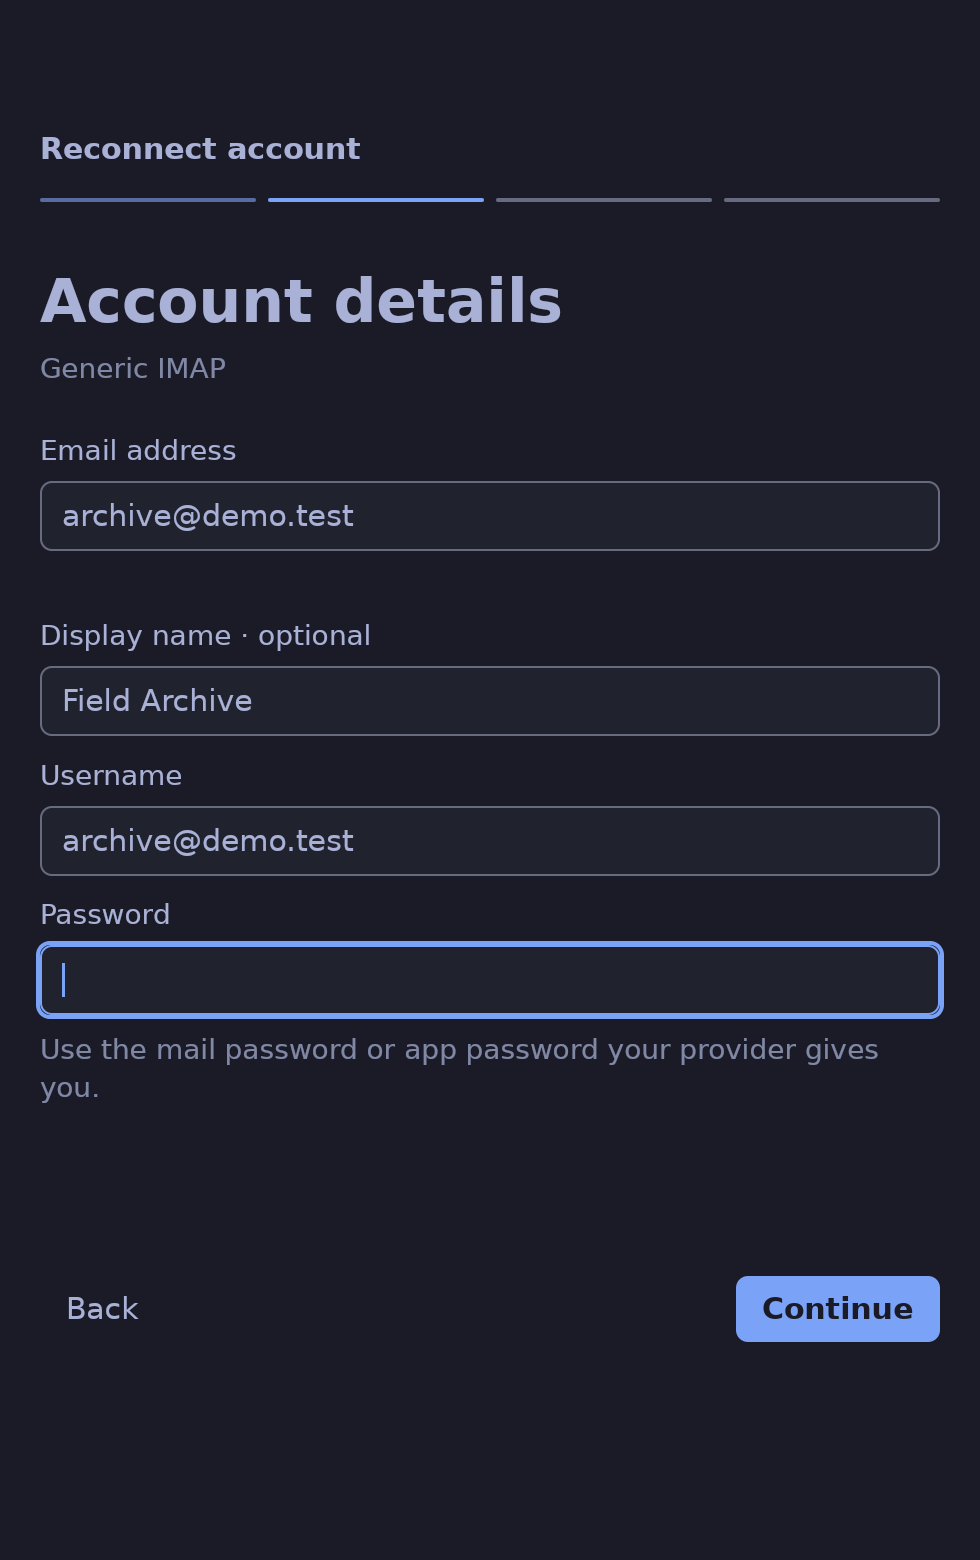 Reconnect account
Account details
Generic IMAP
Email address
archive@demo.test
Display name · optional
Field Archive
Username
archive@demo.test
Password
Use the mail password or app password your provider gives
you.
Back
Continue